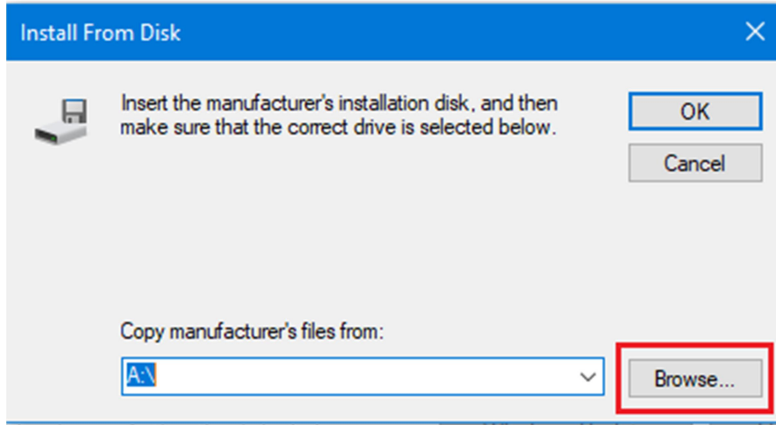 Install From Disk
Insert the manufacturer's installation disk, and then
make sure that the correct drive is selected below.
OK
Cancel
Copy manufacturer's files from:
A:\
Browse...